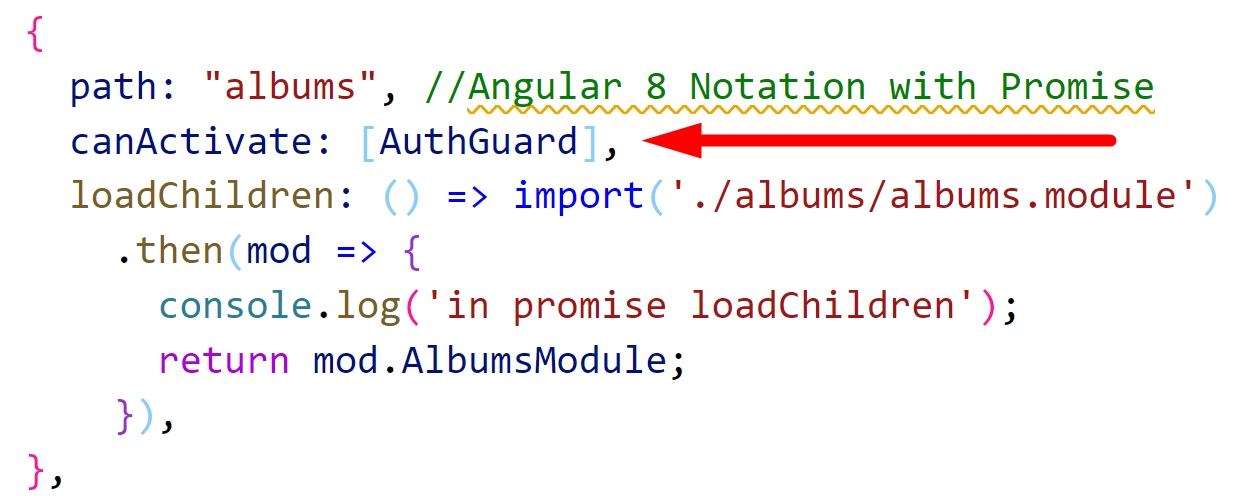 {
  path: "albums", //Angular 8 Notation with Promise
  canActivate: [AuthGuard],
  loadChildren: () => import('./albums/albums.module')
    .then(mod => {
      console.log('in promise loadChildren');
      return mod.AlbumsModule;
    }),
},